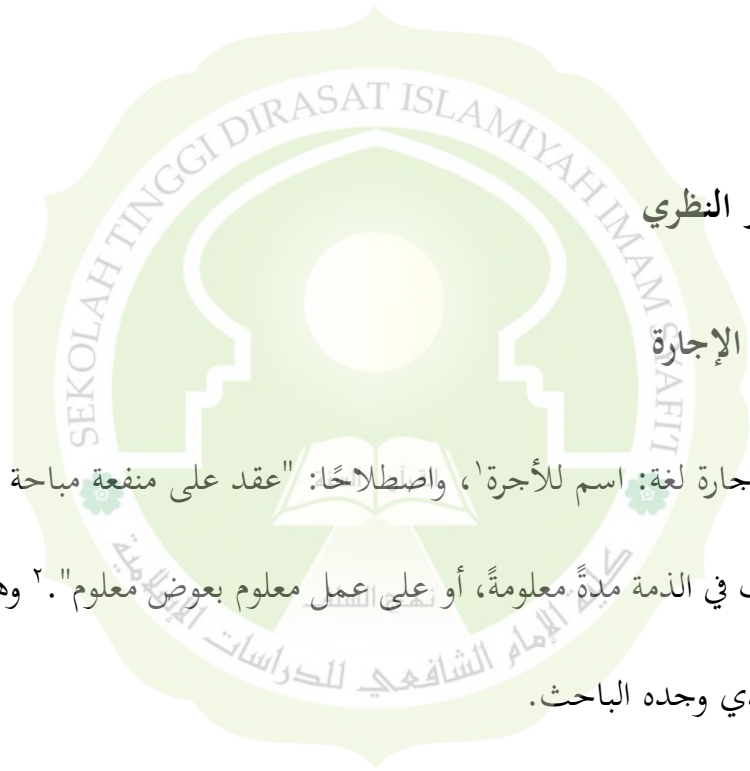 النظري
الإجارة
جارة لغة: اسم للأجرة١، واصطلاحًا: "عقد على منفعة مباحة
في الذمة مدةً معلومةً، أو على عمل معلوم بعوض معلوم".٢ وه
ي وجده الباحث.
SEKOLAH TINGGI DIRASAT ISLAMIYAH IMAM SYAFI'I
كلية الإمام الشافعي للدراسات الإسلامية